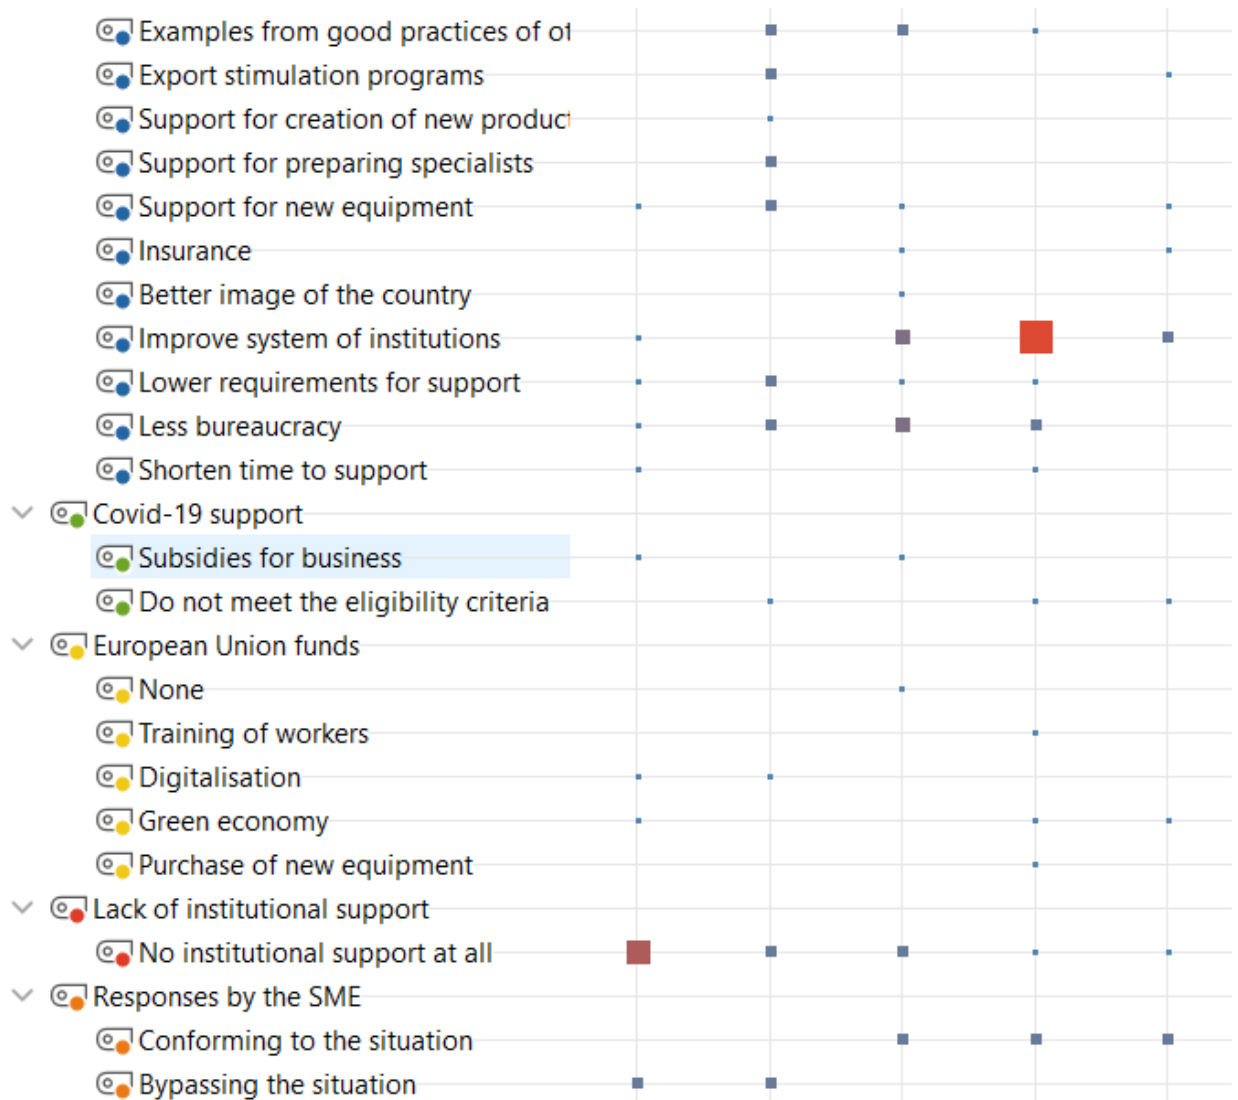 Examples from good practices of ot
Export stimulation programs
Support for creation of new product
Support for preparing specialists
Support for new equipment
Insurance
Better image of the country
Improve system of institutions
Lower requirements for support
Less bureaucracy
Shorten time to support
Covid-19 support
Subsidies for business
Do not meet the eligibility criteria
European Union funds
None
Training of workers
Digitalisation
Green economy
Purchase of new equipment
Lack of institutional support
No institutional support at all
Responses by the SME
Conforming to the situation
Bypassing the situation